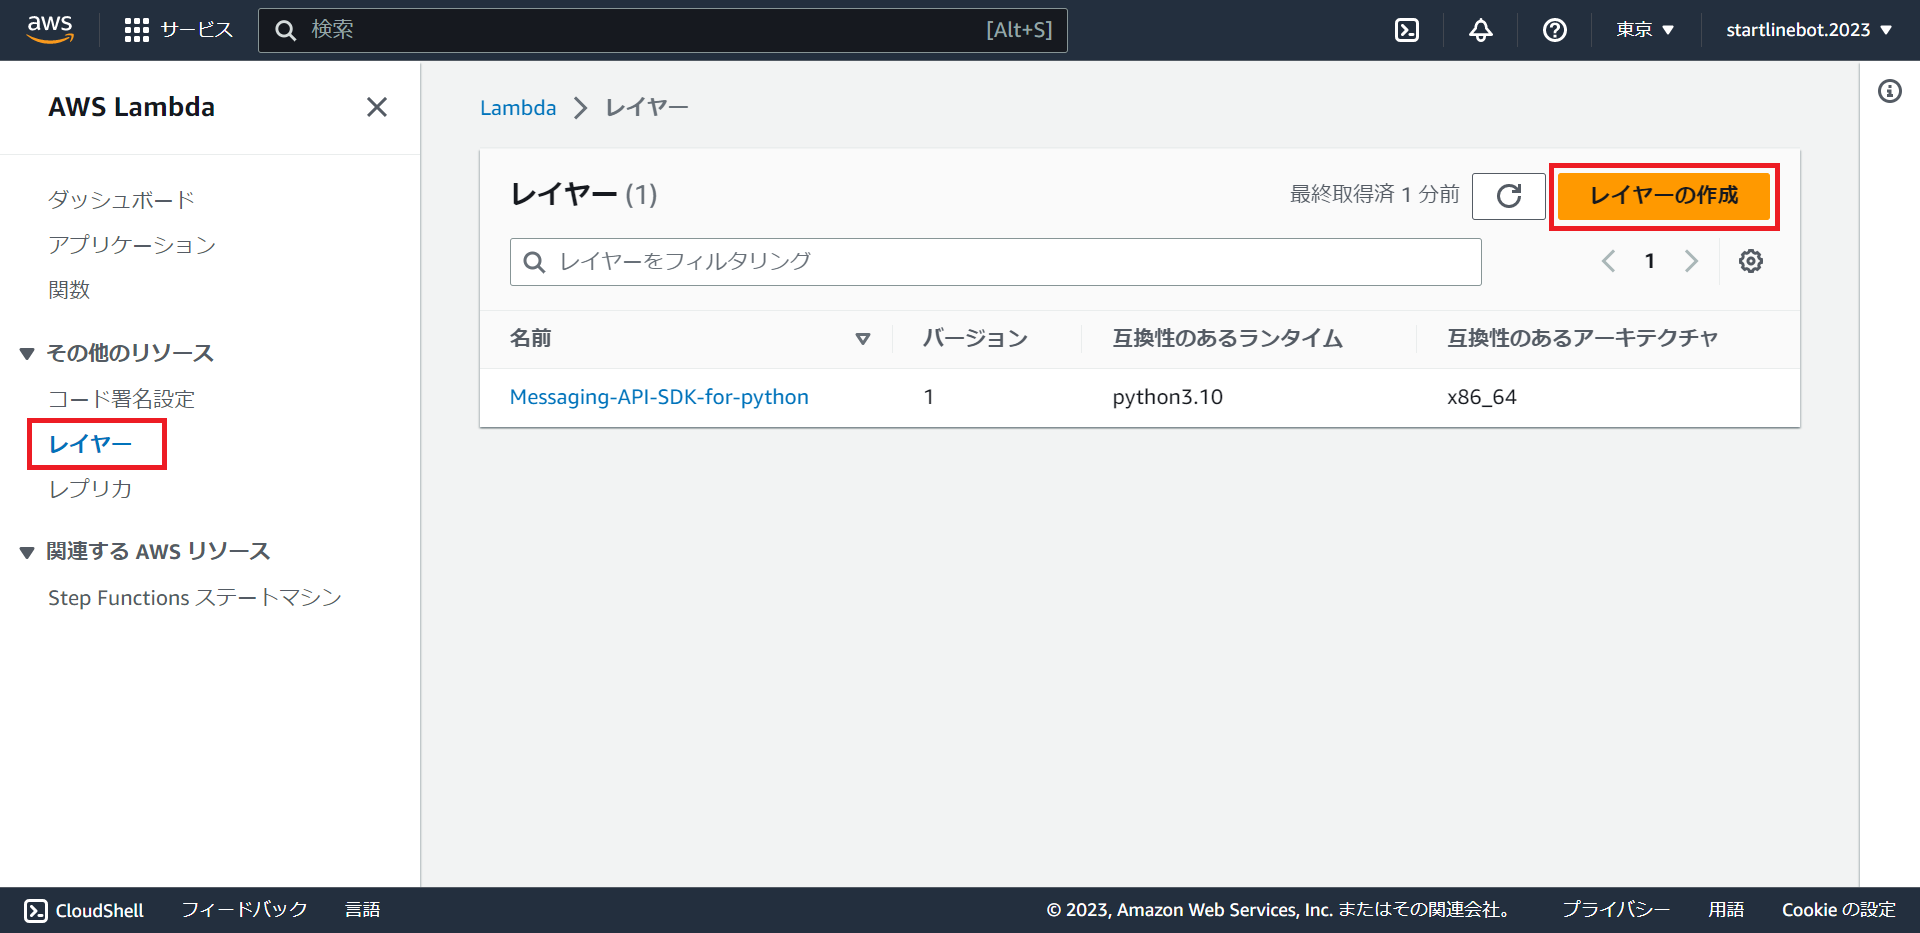 aws サービス 検索 [Alt+S] 東京 startlinebot.2023
AWS Lambda
ダッシュボード
アプリケーション
関数
その他のリソース
コード署名設定
レイヤー
レプリカ
関連する AWS リソース
Step Functions ステートマシン
Lambda レイヤー
レイヤー (1) 最終取得済 1 分前 レイヤーの作成
レイヤーをフィルタリング 1
名前 バージョン 互換性のあるランタイム 互換性のあるアーキテクチャ
Messaging-API-SDK-for-python 1 python3.10 x86_64
CloudShell フィードバック 言語 © 2023, Amazon Web Services, Inc. またはその関連会社。 プライバシー 用語 Cookie の設定